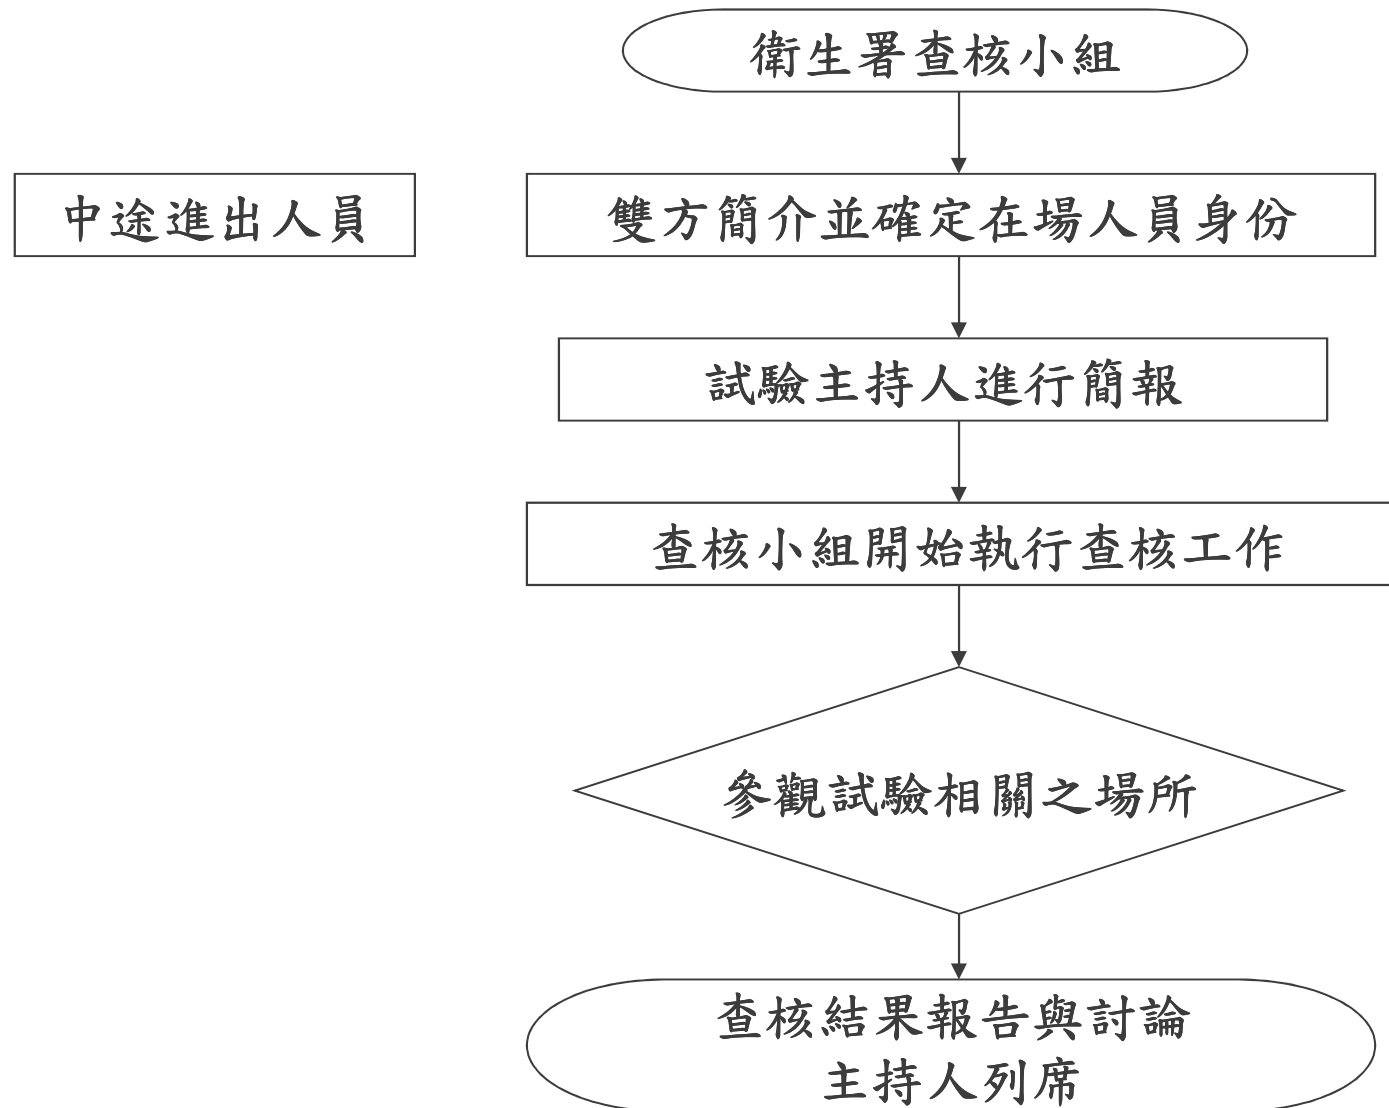 衛生署查核小組
中途進出人員
雙方簡介並確定在場人員身份
試驗主持人進行簡報
查核小組開始執行查核工作
參觀試驗相關之場所
查核結果報告與討論
主持人列席